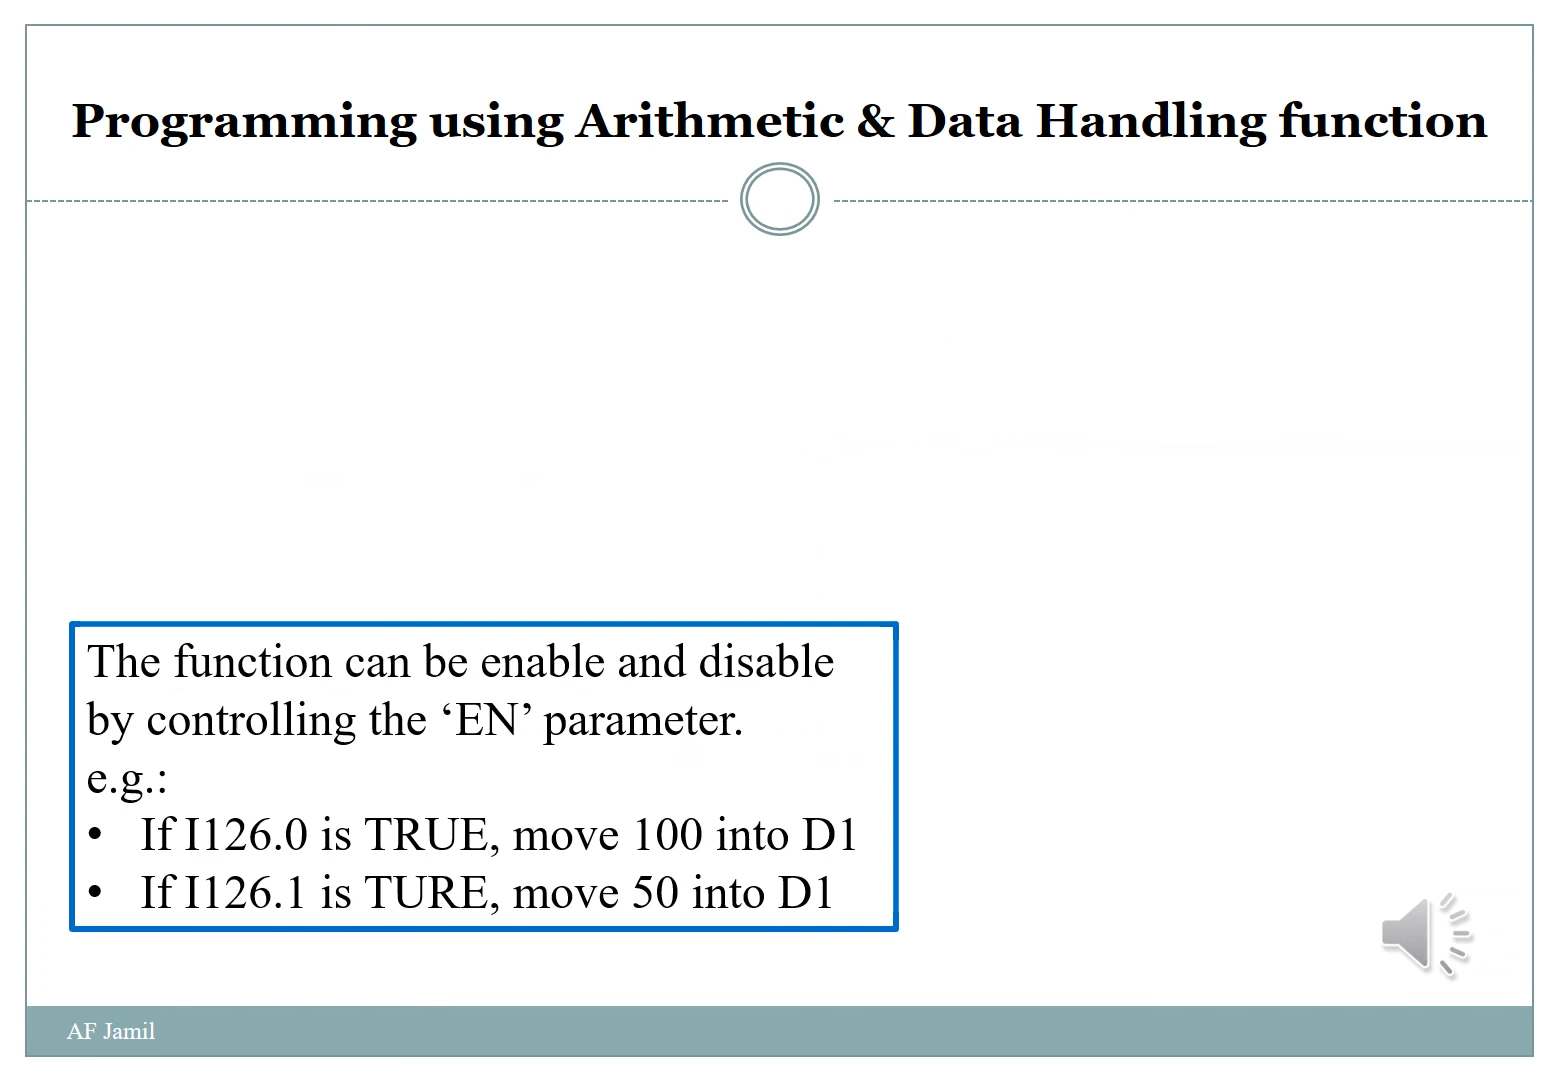 Programming using Arithmetic & Data Handling function
The function can be enable and disable
by controlling the ‘EN’ parameter.
e.g.:
• If I126.0 is TRUE, move 100 into D1
• If I126.1 is TURE, move 50 into D1
AF Jamil